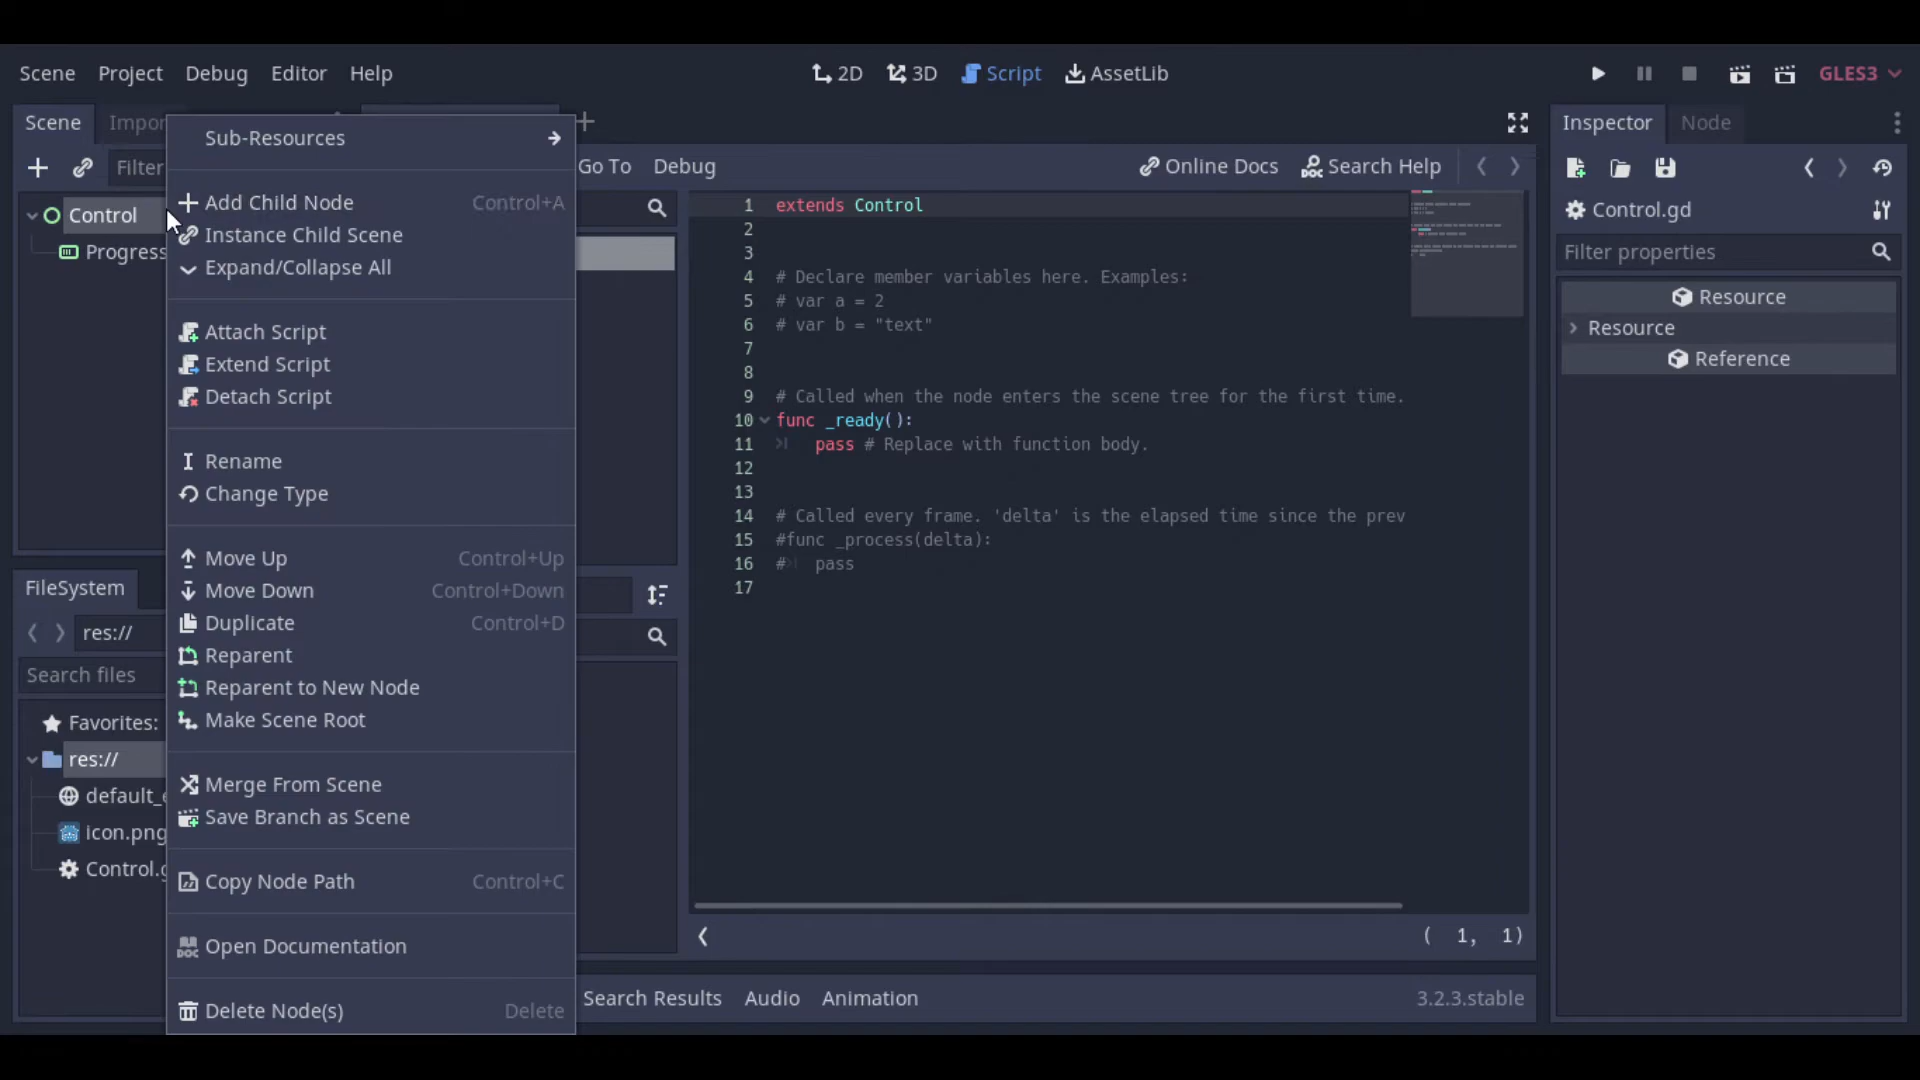 Scene Project Debug Editor Help
2D 3D Script AssetLib
GLES3
Scene Impor
Filter
Control
Progress
Sub-Resources
Add Child Node Control+A
Instance Child Scene
Expand/Collapse All
Attach Script
Extend Script
Detach Script
Rename
Change Type
Move Up Control+Up
Move Down Control+Down
Duplicate Control+D
Reparent
Reparent to New Node
Make Scene Root
Merge From Scene
Save Branch as Scene
Copy Node Path Control+C
Open Documentation
Delete Node(s) Delete
FileSystem
res://
Search files
Favorites:
res://
default_e
icon.png
Control.g
Go To Debug
Online Docs Search Help
1 extends Control
2
3
4 # Declare member variables here. Examples:
5 # var a = 2
6 # var b = "text"
7
8
9 # Called when the node enters the scene tree for the first time.
10 func _ready():
11 pass # Replace with function body.
12
13
14 # Called every frame. 'delta' is the elapsed time since the prev
15 #func _process(delta):
16 # pass
17
( 1, 1)
Search Results Audio Animation 3.2.3.stable
Inspector Node
Control.gd
Filter properties
Resource
Resource
Reference